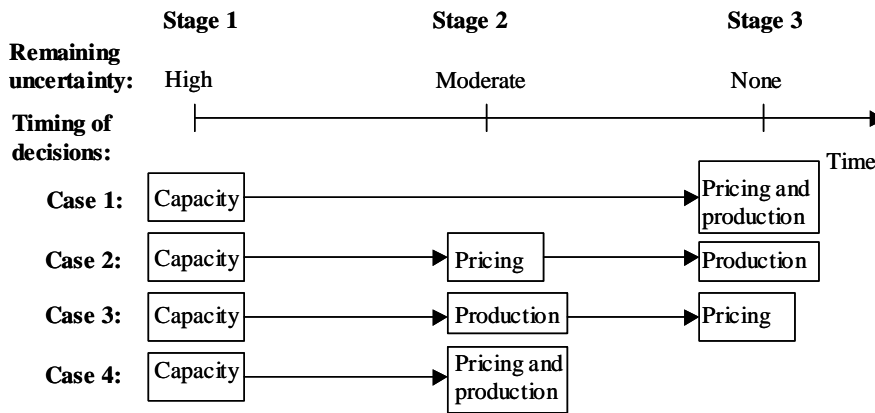 Stage 1 Stage 2 Stage 3
Remaining
uncertainty: High Moderate None
Timing of
decisions:
Time
Case 1: Capacity Pricing and
production
Case 2: Capacity Pricing Production
Case 3: Capacity Production Pricing
Case 4: Capacity Pricing and
production